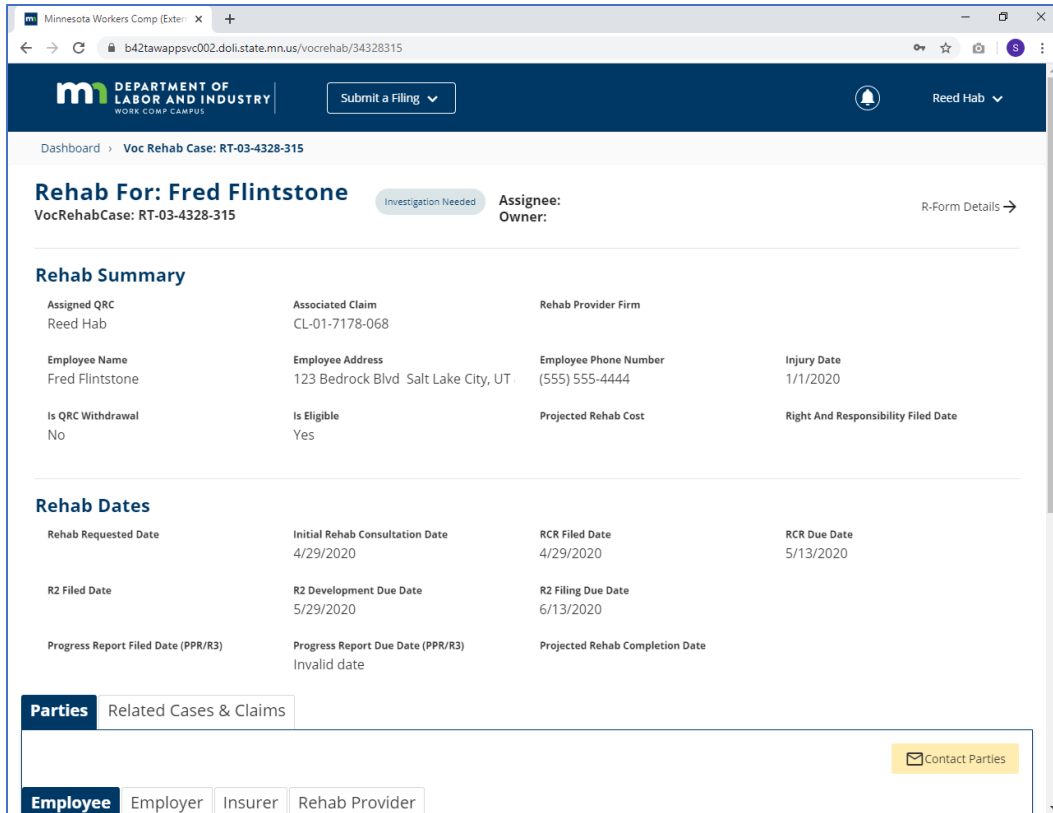 Minnesota Workers Comp (Extern
b42tawappsvc002.doli.state.mn.us/vocrehab/34328315
S
DEPARTMENT OF
LABOR AND INDUSTRY
WORK COMP CAMPUS
Submit a Filing
Reed Hab
Dashboard › Voc Rehab Case: RT-03-4328-315
Rehab For: Fred Flintstone
VocRehabCase: RT-03-4328-315
Investigation Needed
Assignee:
Owner:
R-Form Details
Rehab Summary
Assigned QRC Associated Claim Rehab Provider Firm
Reed Hab CL-01-7178-068
Employee Name Employee Address Employee Phone Number Injury Date
Fred Flintstone 123 Bedrock Blvd Salt Lake City, UT (555) 555-4444 1/1/2020
Is QRC Withdrawal Is Eligible Projected Rehab Cost Right And Responsibility Filed Date
No Yes
Rehab Dates
Rehab Requested Date Initial Rehab Consultation Date RCR Filed Date RCR Due Date
4/29/2020 4/29/2020 5/13/2020
R2 Filed Date R2 Development Due Date R2 Filing Due Date
5/29/2020 6/13/2020
Progress Report Filed Date (PPR/R3) Progress Report Due Date (PPR/R3) Projected Rehab Completion Date
Invalid date
Parties Related Cases & Claims
Contact Parties
Employee Employer Insurer Rehab Provider